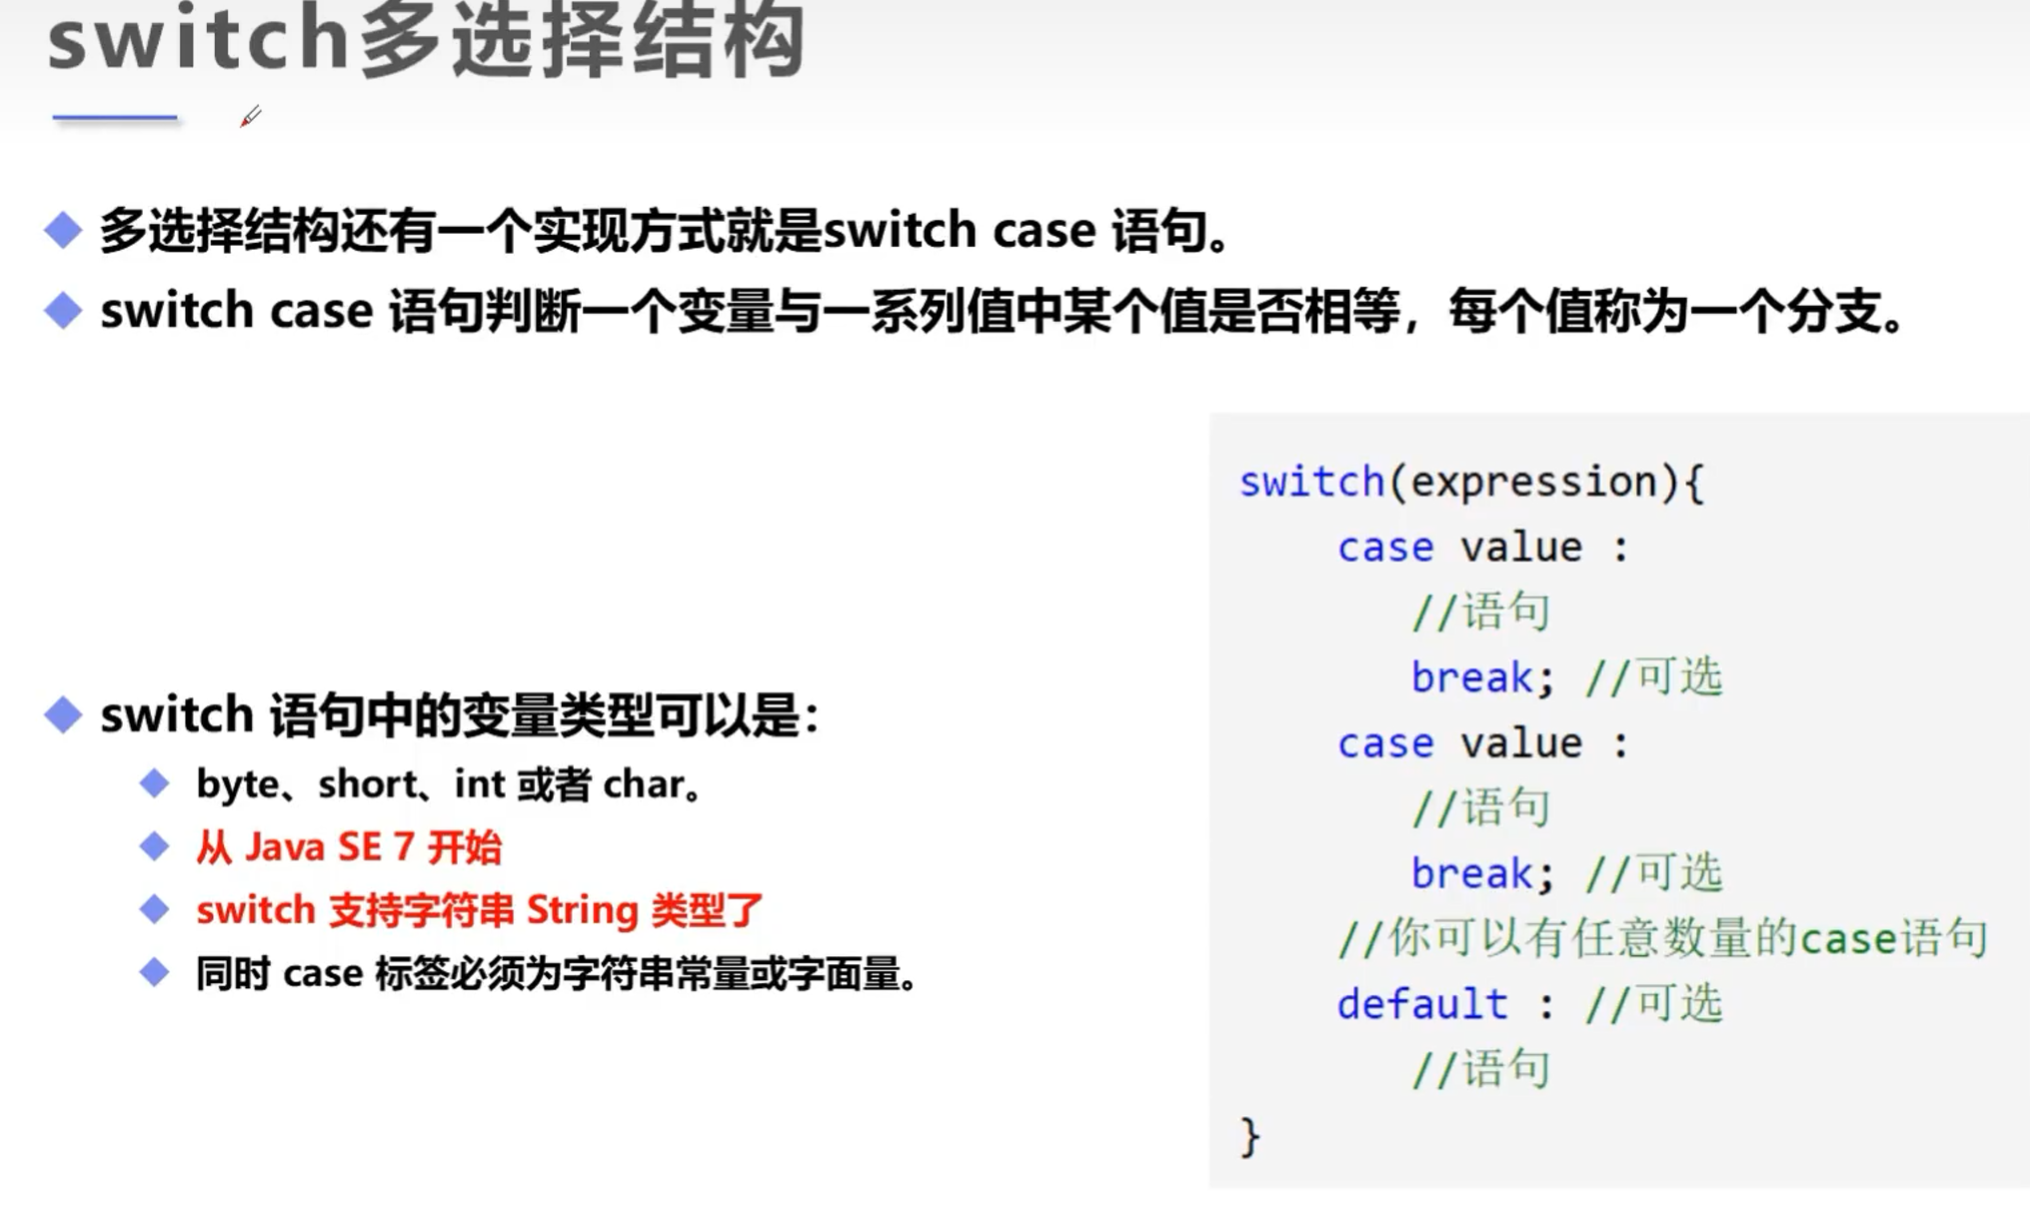 switch多选择结构
多选择结构还有一个实现方式就是switch case 语句。
switch case 语句判断一个变量与一系列值中某个值是否相等，每个值称为一个分支。
switch 语句中的变量类型可以是：
byte、short、int 或者 char。
从 Java SE 7 开始
switch 支持字符串 String 类型了
同时 case 标签必须为字符串常量或字面量。
switch(expression){
    case value :
       //语句
       break; //可选
    case value :
       //语句
       break; //可选
    //你可以有任意数量的case语句
    default : //可选
       //语句
}